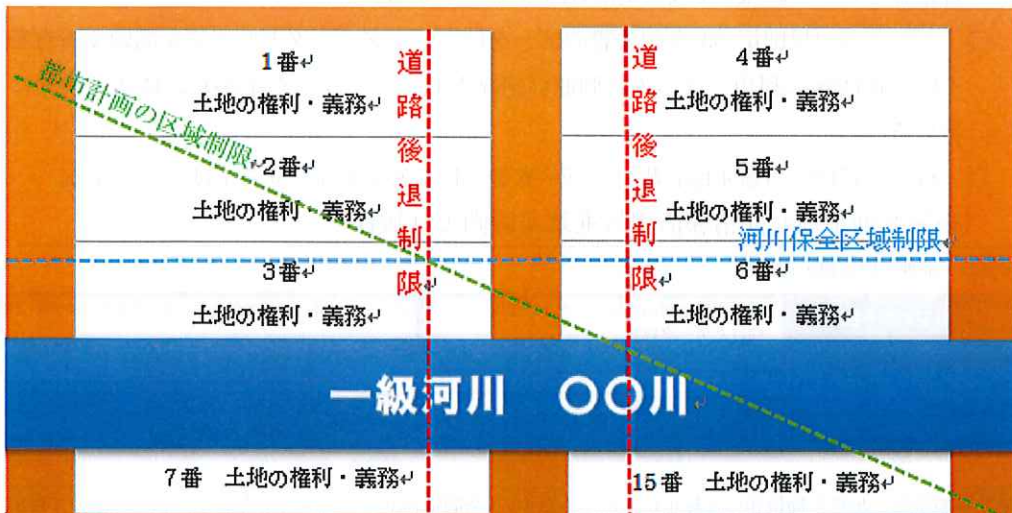 1番↵
土地の権利・義務↵
2番↵
土地の権利・義務↵
3番↵
土地の権利・義務↵
都市計画の区域制限↵
道路後退制限↵
道路後退制限↵
4番↵
土地の権利・義務↵
5番↵
土地の権利・義務↵
河川保全区域制限↵
6番↵
土地の権利・義務↵
一級河川 〇〇川↵
7番 土地の権利・義務↵
15番 土地の権利・義務↵